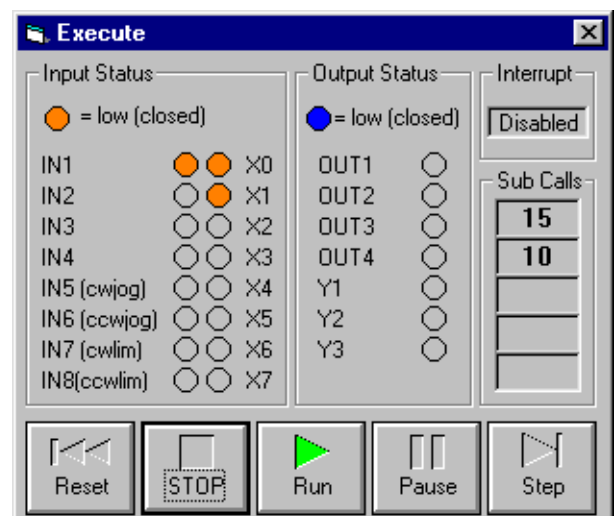 Execute
Input Status
= low (closed)
IN1 X0
IN2 X1
IN3 X2
IN4 X3
IN5 (cwjog) X4
IN6 (ccwjog) X5
IN7 (cwlim) X6
IN8(ccwlim) X7
Output Status
= low (closed)
OUT1
OUT2
OUT3
OUT4
Y1
Y2
Y3
Interrupt
Disabled
Sub Calls
15
10
Reset
STOP
Run
Pause
Step